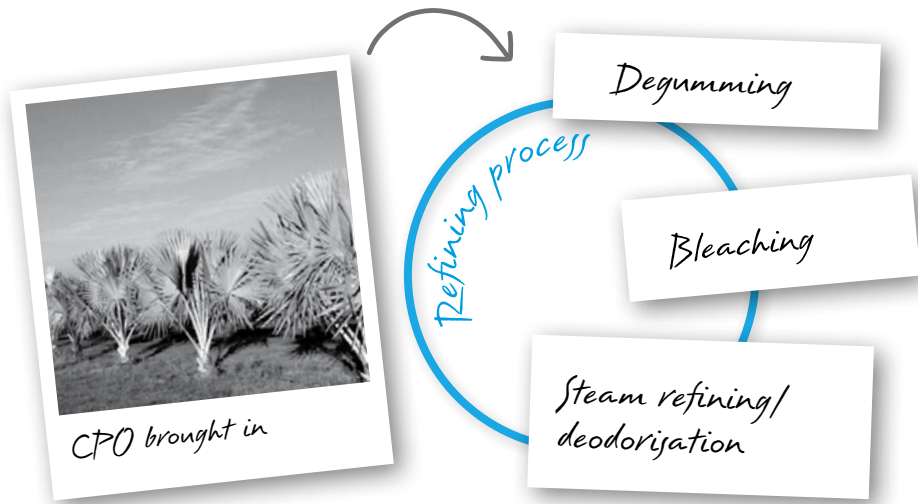 CPO brought in
Refining process
Degumming
Bleaching
Steam refining/
deodorisation